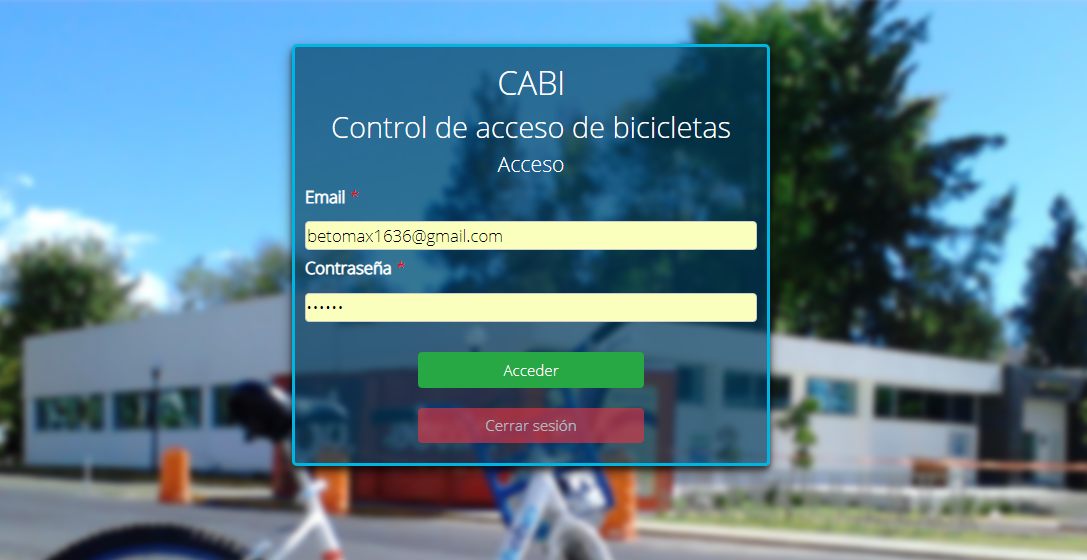 CABI
Control de acceso de bicicletas
Acceso
Email *
betomax1636@gmail.com
Contraseña *
••••••
Acceder
Cerrar sesión